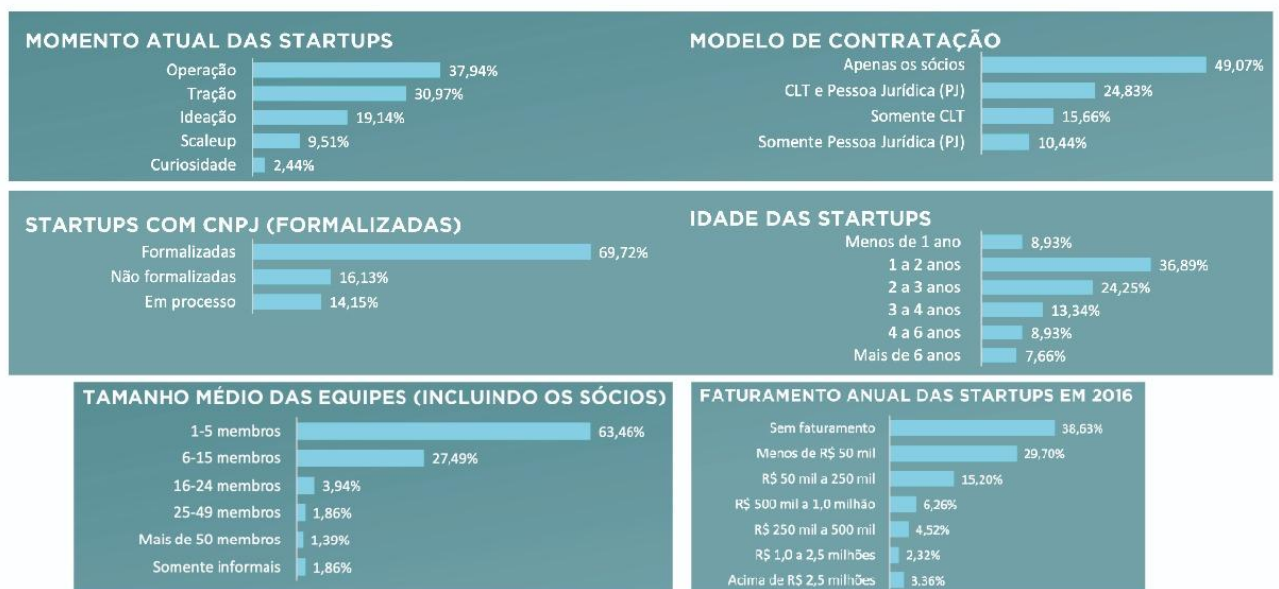 MOMENTO ATUAL DAS STARTUPS
Operação 37,94%
Tração 30,97%
Ideação 19,14%
Scaleup 9,51%
Curiosidade 2,44%
MODELO DE CONTRATAÇÃO
Apenas os sócios 49,07%
CLT e Pessoa Jurídica (PJ) 24,83%
Somente CLT 15,66%
Somente Pessoa Jurídica (PJ) 10,44%
STARTUPS COM CNPJ (FORMALIZADAS)
Formalizadas 69,72%
Não formalizadas 16,13%
Em processo 14,15%
IDADE DAS STARTUPS
Menos de 1 ano 8,93%
1 a 2 anos 36,89%
2 a 3 anos 24,25%
3 a 4 anos 13,34%
4 a 6 anos 8,93%
Mais de 6 anos 7,66%
TAMANHO MÉDIO DAS EQUIPES (INCLUINDO OS SÓCIOS)
1-5 membros 63,46%
6-15 membros 27,49%
16-24 membros 3,94%
25-49 membros 1,86%
Mais de 50 membros 1,39%
Somente informais 1,86%
FATURAMENTO ANUAL DAS STARTUPS EM 2016
Sem faturamento 38,63%
Menos de R$ 50 mil 29,70%
R$ 50 mil a 250 mil 15,20%
R$ 500 mil a 1,0 milhão 6,26%
R$ 250 mil a 500 mil 4,52%
R$ 1,0 a 2,5 milhões 2,32%
Acima de R$ 2,5 milhões 3,36%